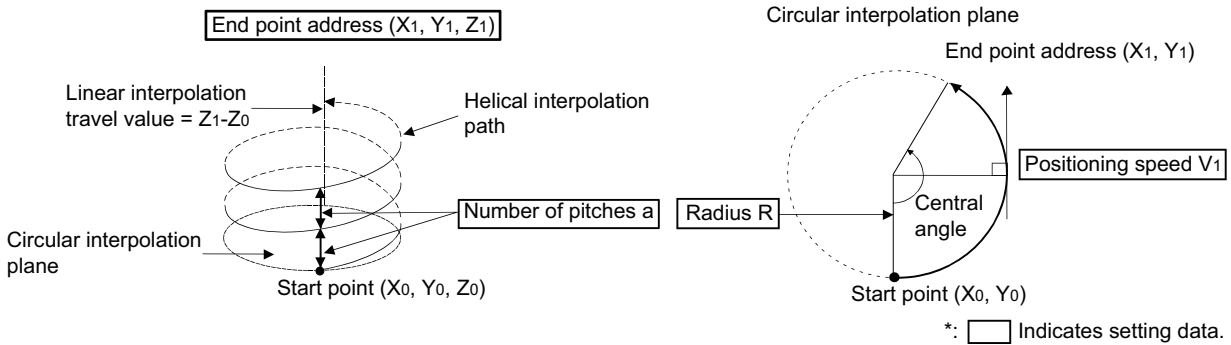 End point address (X1, Y1, Z1)
Linear interpolation
travel value = Z1-Z0
Helical interpolation
path
Number of pitches a
Circular interpolation
plane
Start point (X0, Y0, Z0)
Circular interpolation plane
End point address (X1, Y1)
Positioning speed V1
Radius R
Central
angle
Start point (X0, Y0)
*: Indicates setting data.